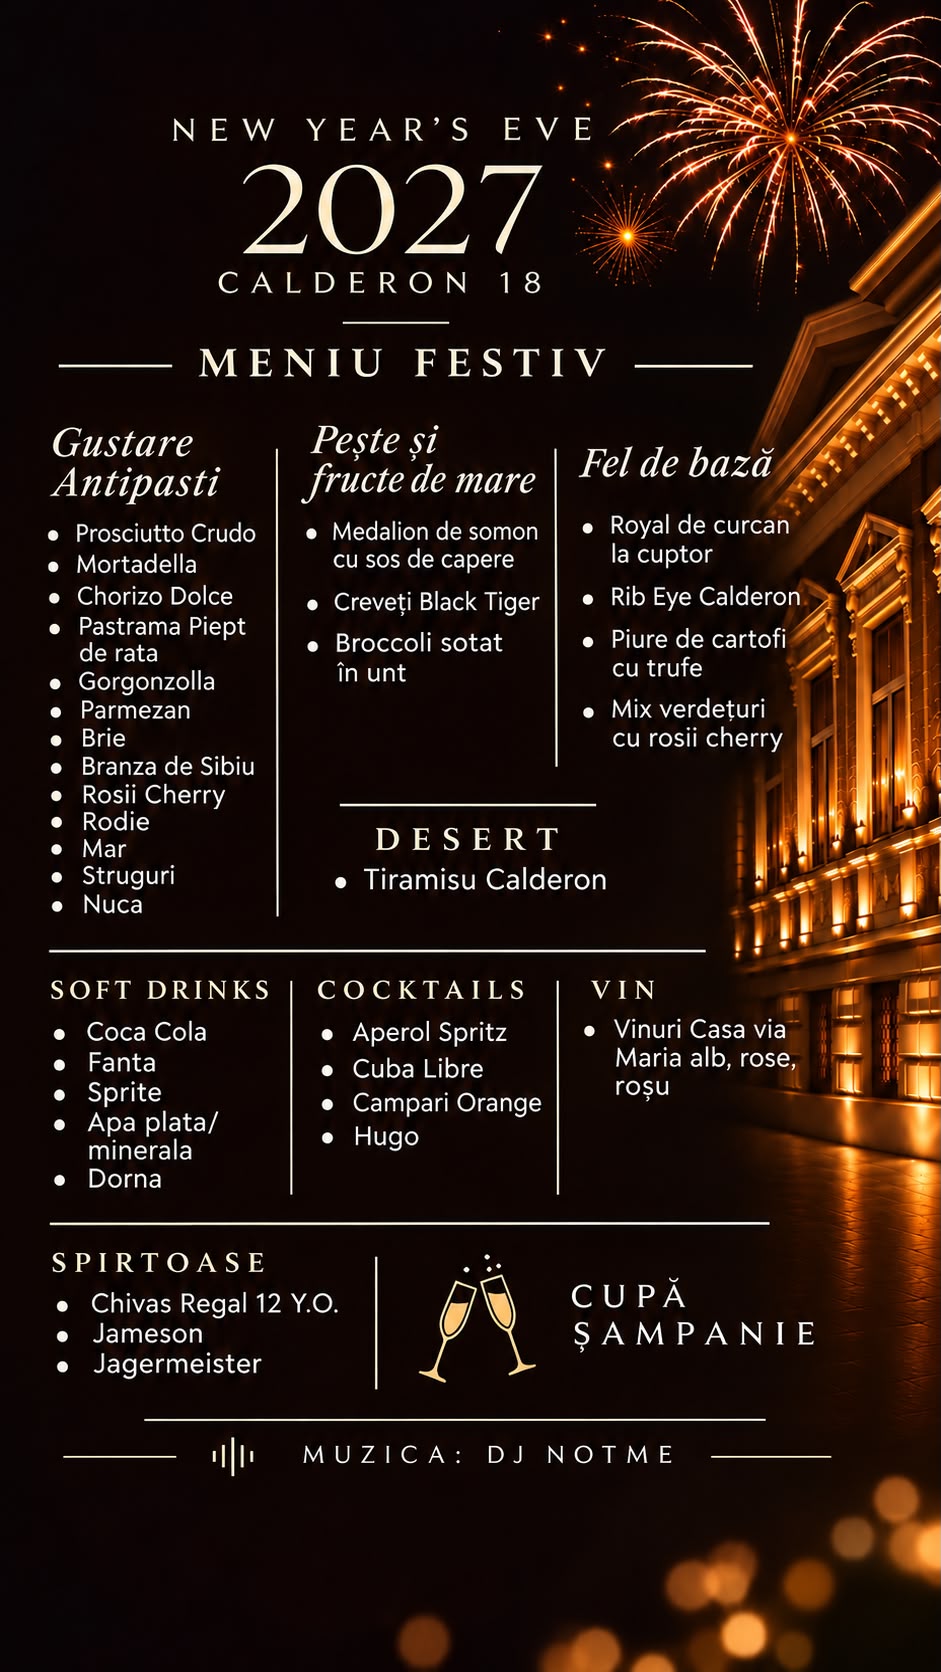 NEW YEAR'S EVE
2027
CALDERON 18
MENIU FESTIV
Gustare
Antipasti
• Prosciutto Crudo
• Mortadella
• Chorizo Dolce
• Pastrama Piept
de rata
• Gorgonzolla
• Parmezan
• Brie
• Branza de Sibiu
• Rosii Cherry
• Rodie
• Mar
• Struguri
• Nuca
Pește și
fructe de mare
• Medalion de somon
cu sos de capere
• Creveți Black Tiger
• Broccoli sotat
în unt
Fel de bază
• Royal de curcan
la cuptor
• Rib Eye Calderon
• Piure de cartofi
cu trufe
• Mix verdețuri
cu rosii cherry
DESERT
• Tiramisu Calderon
SOFT DRINKS
• Coca Cola
• Fanta
• Sprite
• Apa plata/
minerala
• Dorna
COCKTAILS
• Aperol Spritz
• Cuba Libre
• Campari Orange
• Hugo
VIN
• Vinuri Casa via
Maria alb, rose,
roșu
SPIRTOASE
• Chivas Regal 12 Y.O.
• Jameson
• Jagermeister
CUPĂ
ȘAMPANIE
MUZICA: DJ NOTME